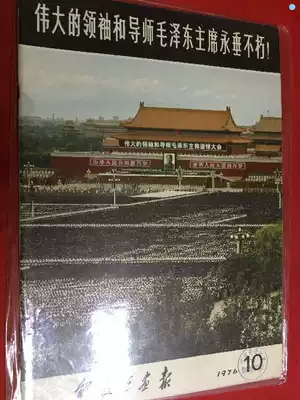 伟大的领袖和导师毛泽东主席永垂不朽!
伟大的领袖和导师毛泽东主席追悼大会
中华人民共和国万岁
世界人民大团结万岁
画报
1976 10